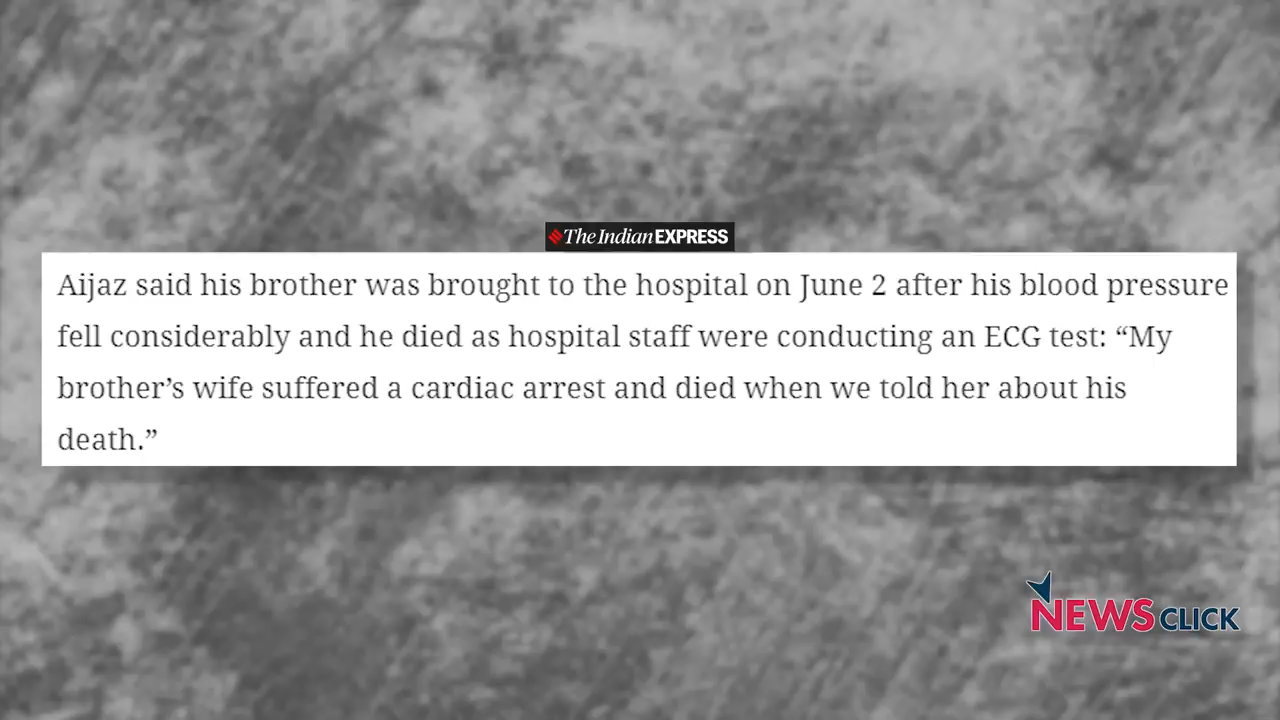 The Indian EXPRESS
Aijaz said his brother was brought to the hospital on June 2 after his blood pressure
fell considerably and he died as hospital staff were conducting an ECG test: “My
brother’s wife suffered a cardiac arrest and died when we told her about his
death.”
NEWSCLICK